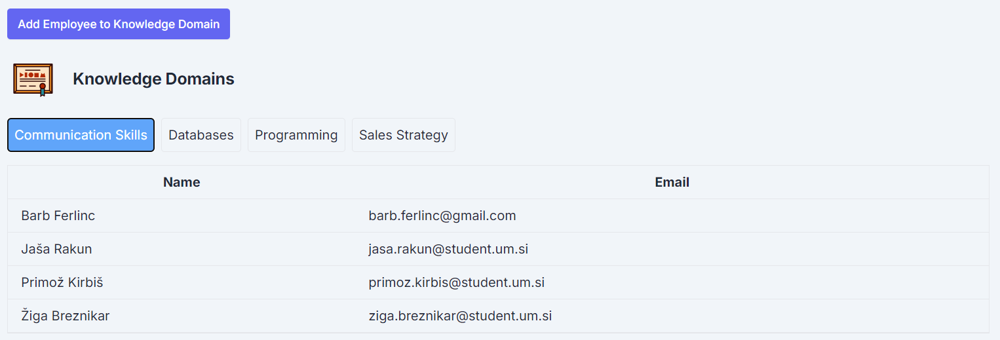 Add Employee to Knowledge Domain
Knowledge Domains
Communication Skills Databases Programming Sales Strategy
Name Email
Barb Ferlinc barb.ferlinc@gmail.com
Jaša Rakun jasa.rakun@student.um.si
Primož Kirbiš primoz.kirbis@student.um.si
Žiga Breznikar ziga.breznikar@student.um.si